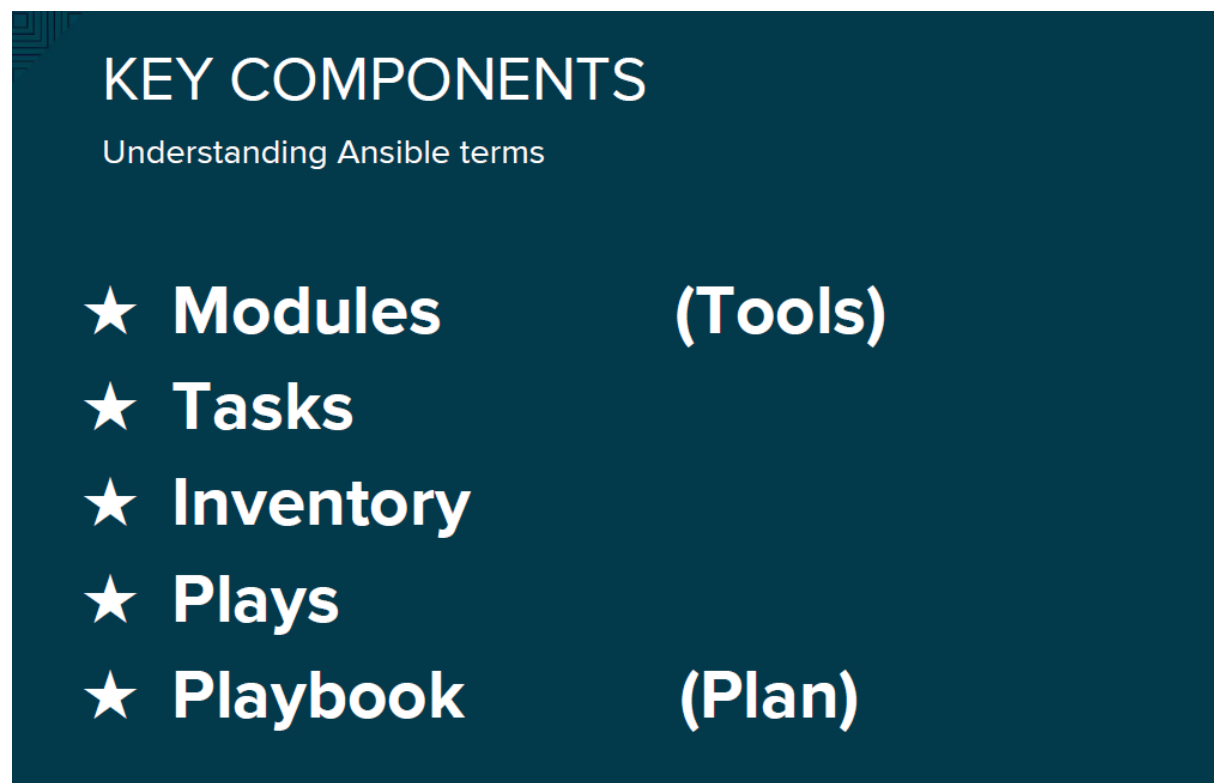 KEY COMPONENTS
Understanding Ansible terms
★ Modules (Tools)
★ Tasks
★ Inventory
★ Plays
★ Playbook (Plan)